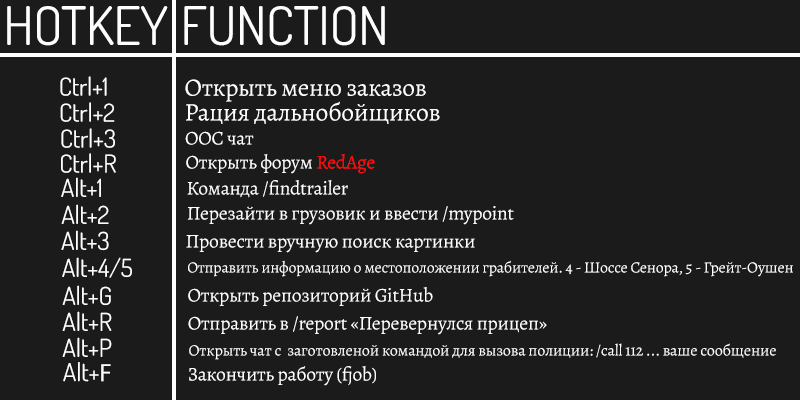 HOTKEY FUNCTION
Ctrl+1 Открыть меню заказов
Ctrl+2 Рация дальнобойщиков
Ctrl+3 ООС чат
Ctrl+R Открыть форум RedAge
Alt+1 Команда /findtrailer
Alt+2 Перезайти в грузовик и ввести /mypoint
Alt+3 Провести вручную поиск картинки
Alt+4/5 Отправить информацию о местоположении грабителей. 4 - Шоссе Сенора, 5 - Грейт-Оушен
Alt+G Открыть репозиторий GitHub
Alt+R Отправить в /report «Перевернулся прицеп»
Alt+P Открыть чат с заготовленой командой для вызова полиции: /call 112 ... ваше сообщение
Alt+F Закончить работу (fjob)